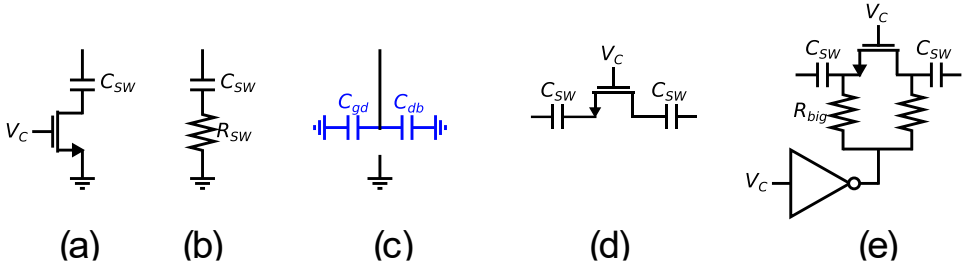 V_C
C_SW
(a)
C_SW
R_SW
(b)
C_gd
C_db
(c)
V_C
C_SW
C_SW
(d)
V_C
C_SW
C_SW
R_big
V_C
(e)